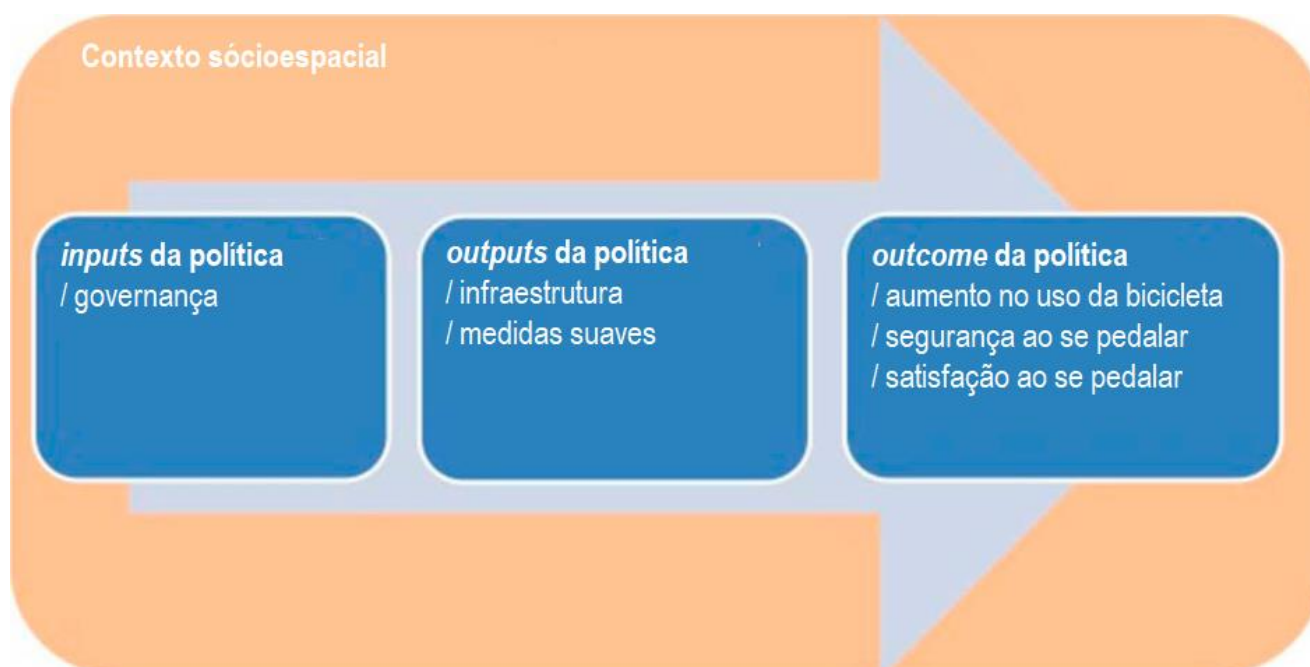 Contexto sócioespacial
inputs da política
/ governança
outputs da política
/ infraestrutura
/ medidas suaves
outcome da política
/ aumento no uso da bicicleta
/ segurança ao se pedalar
/ satisfação ao se pedalar